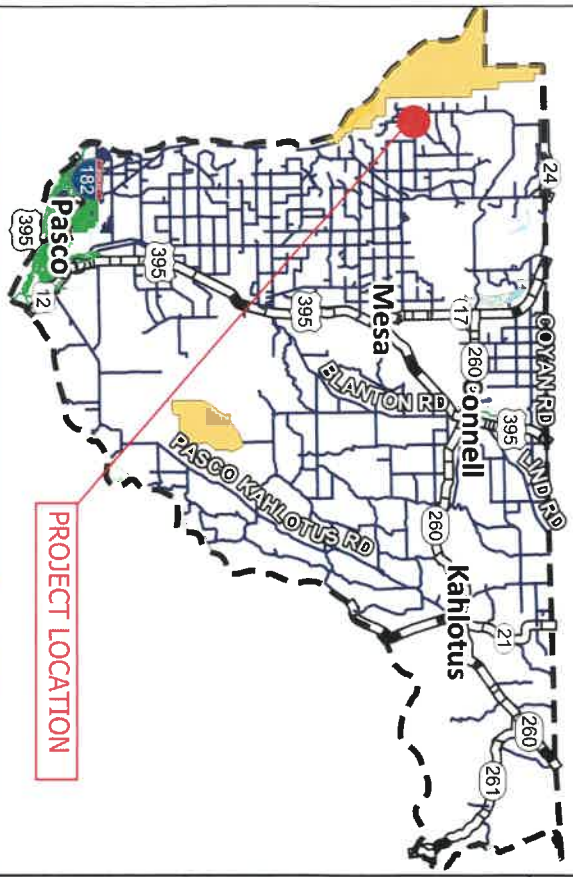 24
COYAN RD
17
260
Connell
395
LIND RD
Mesa
BLANTON RD
395
395
260
Kahlotus
21
260
261
PASCO KAHLOTUS RD
182
Pasco
395
12
PROJECT LOCATION